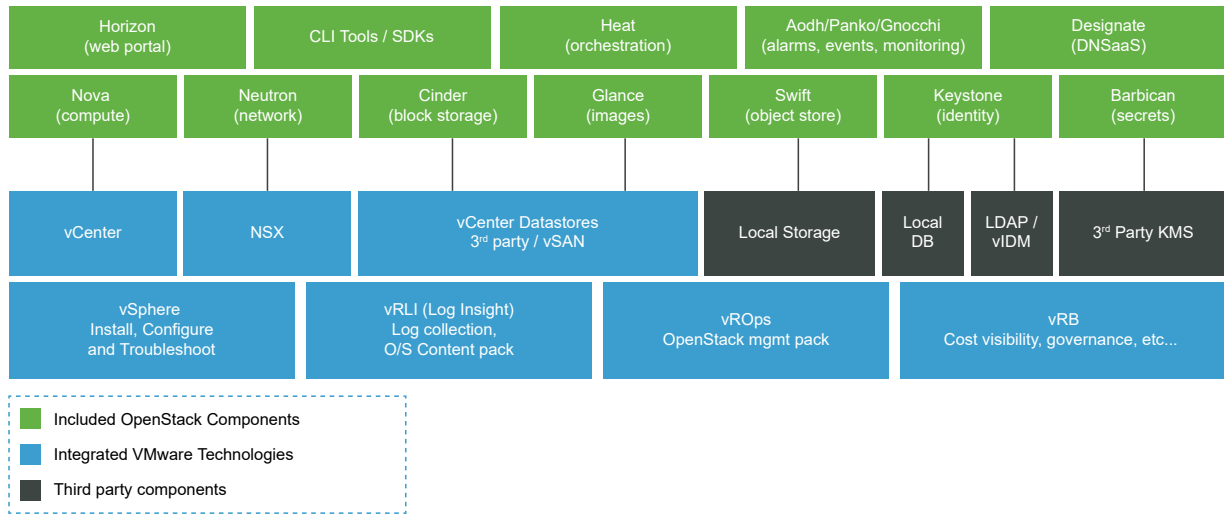 Horizon
(web portal)
CLI Tools / SDKs
Heat
(orchestration)
Aodh/Panko/Gnocchi
(alarms, events, monitoring)
Designate
(DNSaaS)
Nova
(compute)
Neutron
(network)
Cinder
(block storage)
Glance
(images)
Swift
(object store)
Keystone
(identity)
Barbican
(secrets)
vCenter
NSX
vCenter Datastores
3rd party / vSAN
Local Storage
Local
DB
LDAP /
vIDM
3rd Party KMS
vSphere
Install, Configure
and Troubleshoot
vRLI (Log Insight)
Log collection,
O/S Content pack
vROps
OpenStack mgmt pack
vRB
Cost visibility, governance, etc...
Included OpenStack Components
Integrated VMware Technologies
Third party components